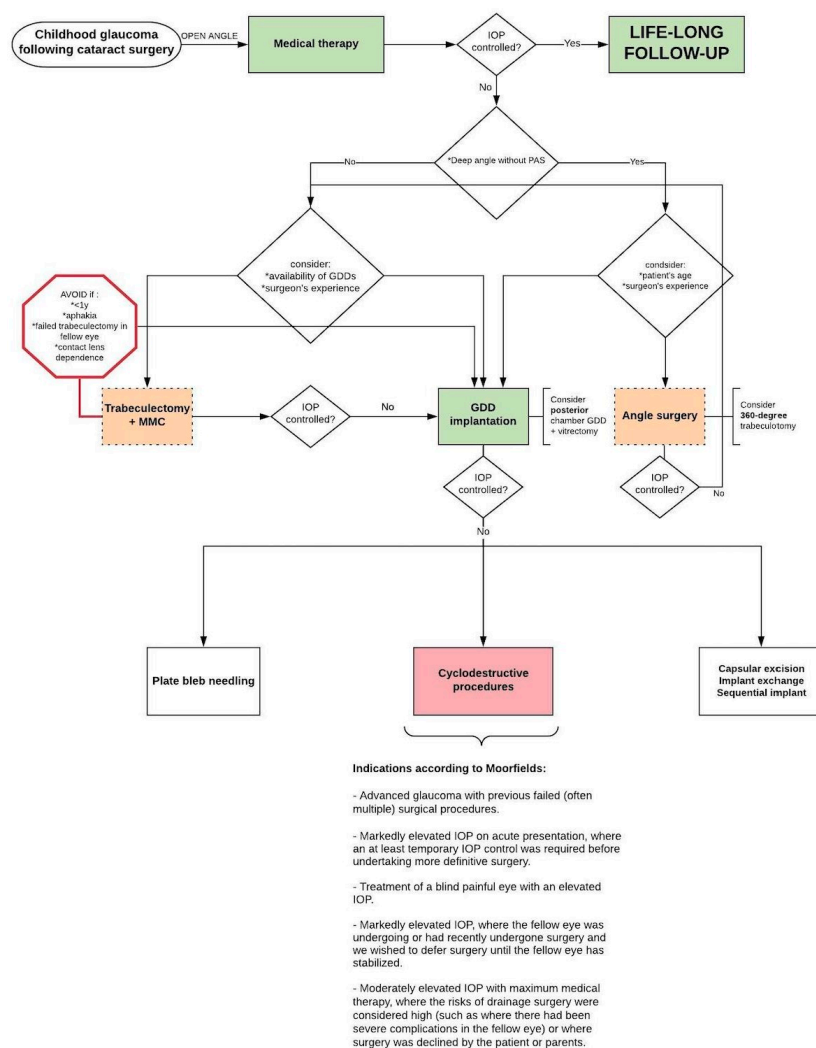 Childhood glaucoma
following cataract surgery
OPEN ANGLE
Medical therapy
IOP
controlled?
Yes
LIFE-LONG
FOLLOW-UP
No
*Deep angle without PAS
No
Yes
consider:
*availability of GDDs
*surgeon's experience
condsider:
*patient's age
*surgeon's experience
AVOID if :
*<1y
*aphakia
*failed trabeculectomy in
fellow eye
*contact lens
dependence
Trabeculectomy
+ MMC
IOP
controlled?
No
GDD
implantation
Consider
posterior
chamber GDD
+ vitrectomy
Angle surgery
Consider
360-degree
trabeculotomy
IOP
controlled?
No
IOP
controlled?
No
Plate bleb needling
Cyclodestructive
procedures
Capsular excision
Implant exchange
Sequential implant
Indications according to Moorfields:
- Advanced glaucoma with previous failed (often
multiple) surgical procedures.
- Markedly elevated IOP on acute presentation, where
an at least temporary IOP control was required before
undertaking more definitive surgery.
- Treatment of a blind painful eye with an elevated
IOP.
- Markedly elevated IOP, where the fellow eye was
undergoing or had recently undergone surgery and
we wished to defer surgery until the fellow eye has
stabilized.
- Moderately elevated IOP with maximum medical
therapy, where the risks of drainage surgery were
considered high (such as where there had been
severe complications in the fellow eye) or where
surgery was declined by the patient or parents.